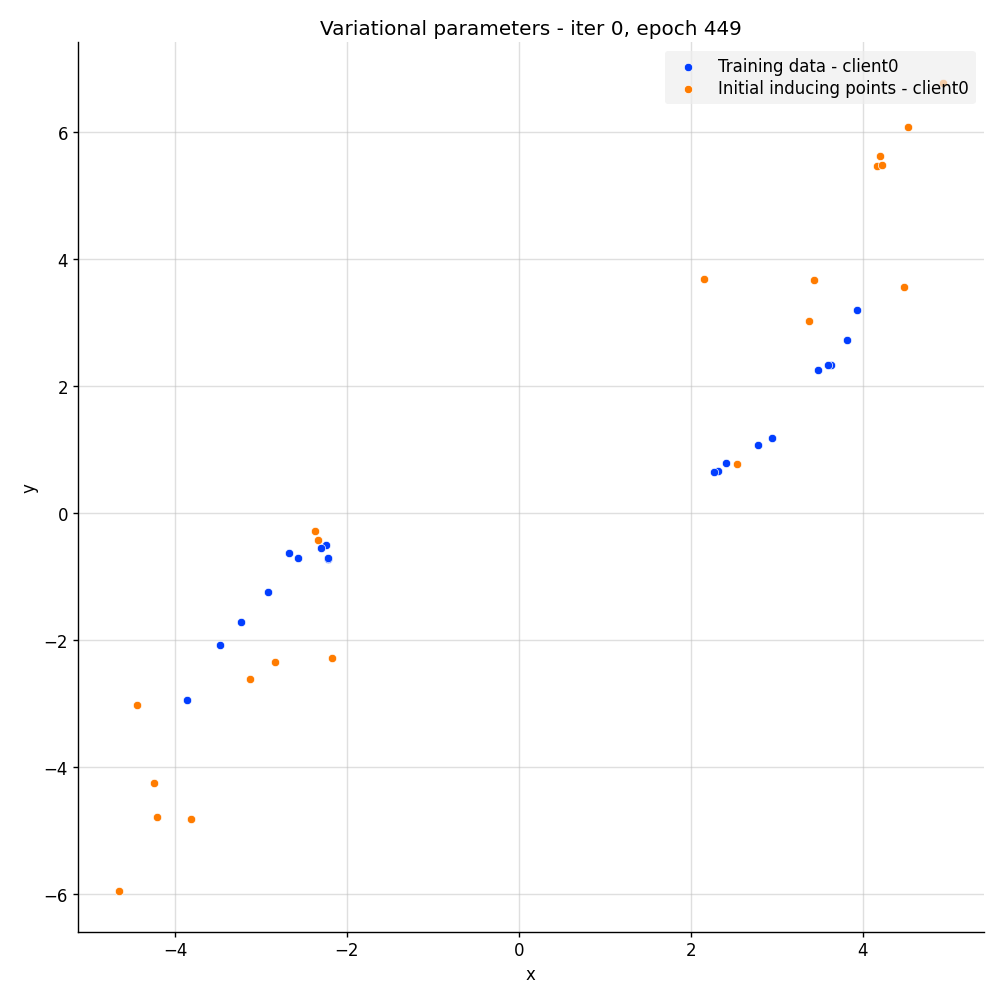 Variational parameters - iter 0, epoch 449
Training data - client0
Initial inducing points - client0
6
4
2
0
−2
−4
−6
y
−4 −2 0 2 4
x